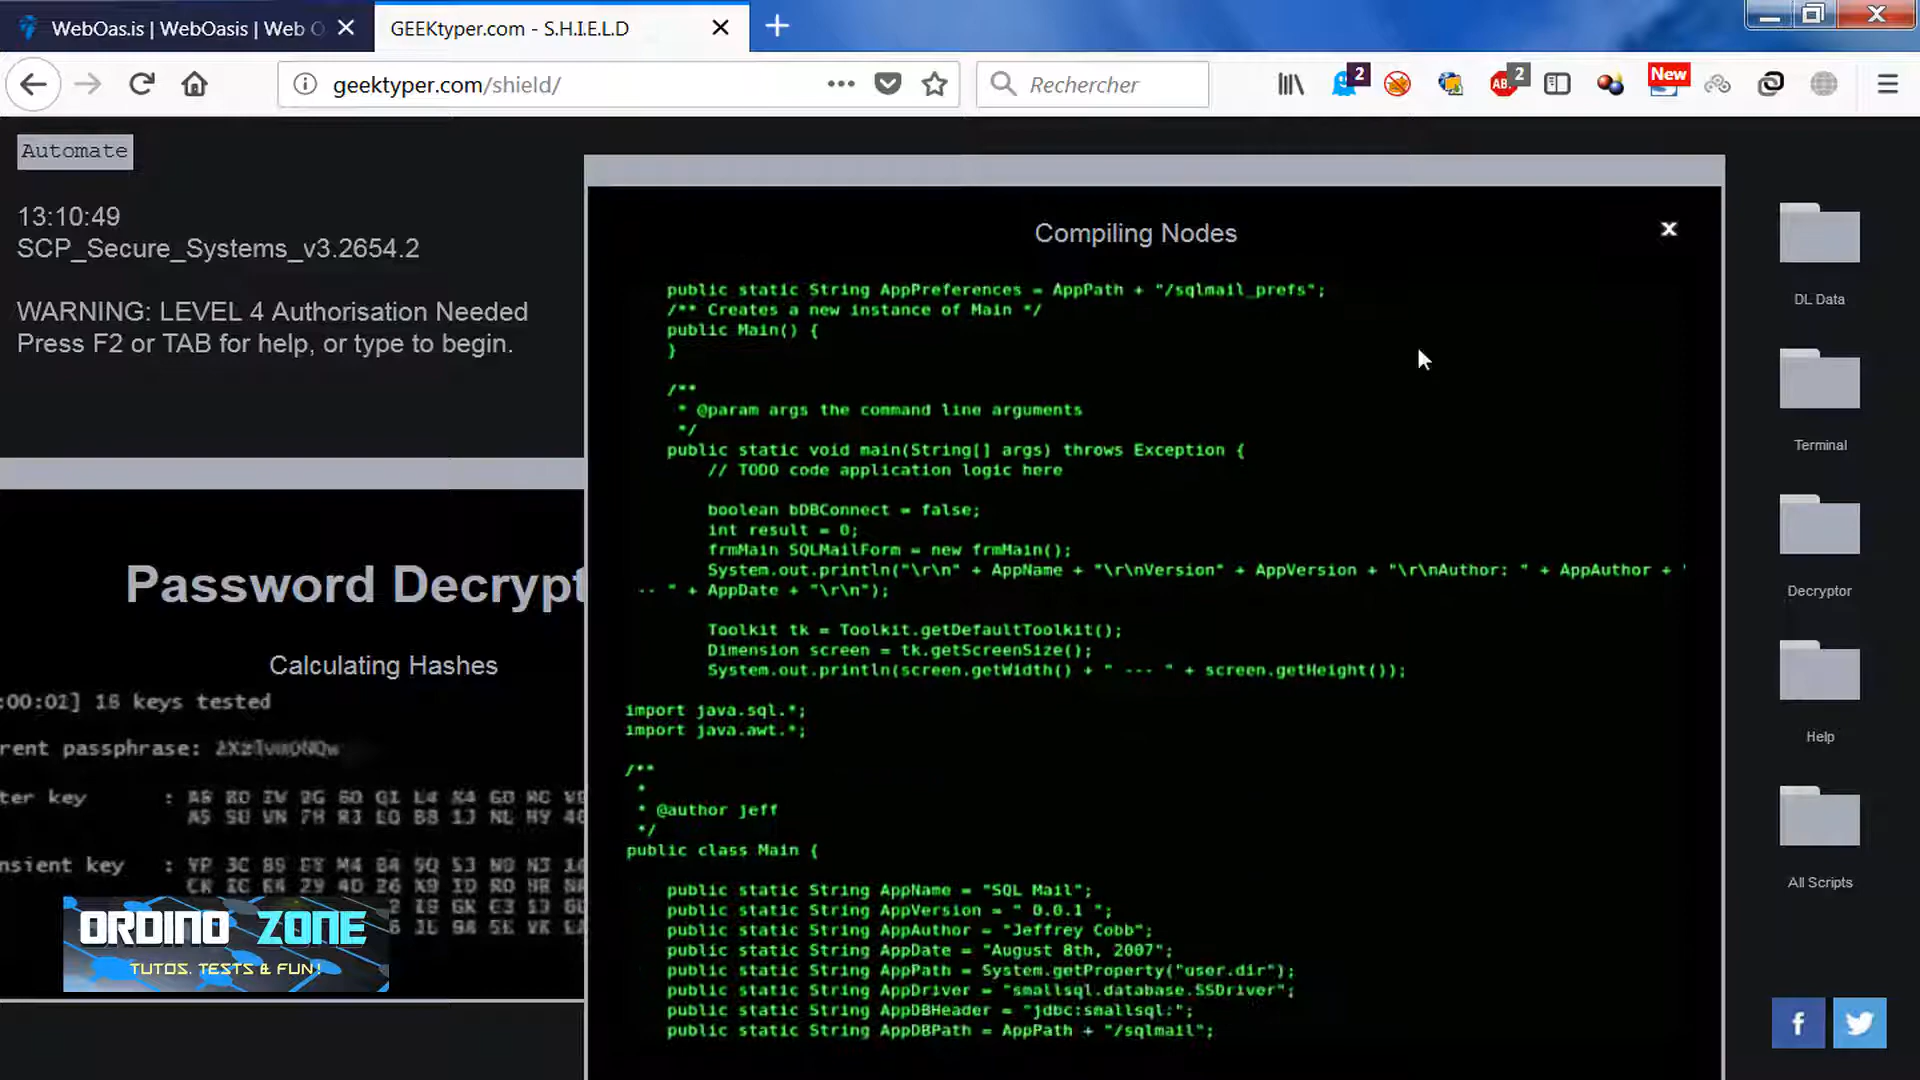 WebOas.is | WebOasis | Web O
GEEKtyper.com - S.H.I.E.L.D
geektyper.com/shield/
Rechercher
2
2
New
Automate
13:10:49
SCP_Secure_Systems_v3.2654.2
WARNING: LEVEL 4 Authorisation Needed
Press F2 or TAB for help, or type to begin.
Password Decrypt
Calculating Hashes
:00:02] 16 keys tested
rent passphrase:
ter key :
nsient key :
ORDINO ZONE
TUTOS, TESTS & FUN!
Compiling Nodes
x
public static String AppPreferences = AppPath + "/sqlmail_prefs";
/** Creates a new instance of Main */
public Main() {
}
/**
* @param args the command line arguments
*/
public static void main(String[] args) throws Exception {
// TODO code application logic here
boolean bDBConnect = false;
int result = 0;
frmMain SQLMailForm = new frmMain();
System.out.println("\r\n" + AppName + "\r\nVersion" + AppVersion + "\r\nAuthor: " + AppAuthor + "
-- " + AppDate + "\r\n");
Toolkit tk = Toolkit.getDefaultToolkit();
Dimension screen = tk.getScreenSize();
System.out.println(screen.getWidth() + " --- " + screen.getHeight());
import java.sql.*;
import java.awt.*;
/**
*
* @author jeff
*/
public class Main {
public static String AppName = "SQL Mail";
public static String AppVersion = " 0.0.1 ";
public static String AppAuthor = "Jeffrey Cobb";
public static String AppDate = "August 8th, 2007";
public static String AppPath = System.getProperty("user.dir");
public static String AppDriver = "smallsql.database.SSDriver";
public static String AppDBHeader = "jdbc:smallsql:";
public static String AppDBPath = AppPath + "/sqlmail";
DL Data
Terminal
Decryptor
Help
All Scripts